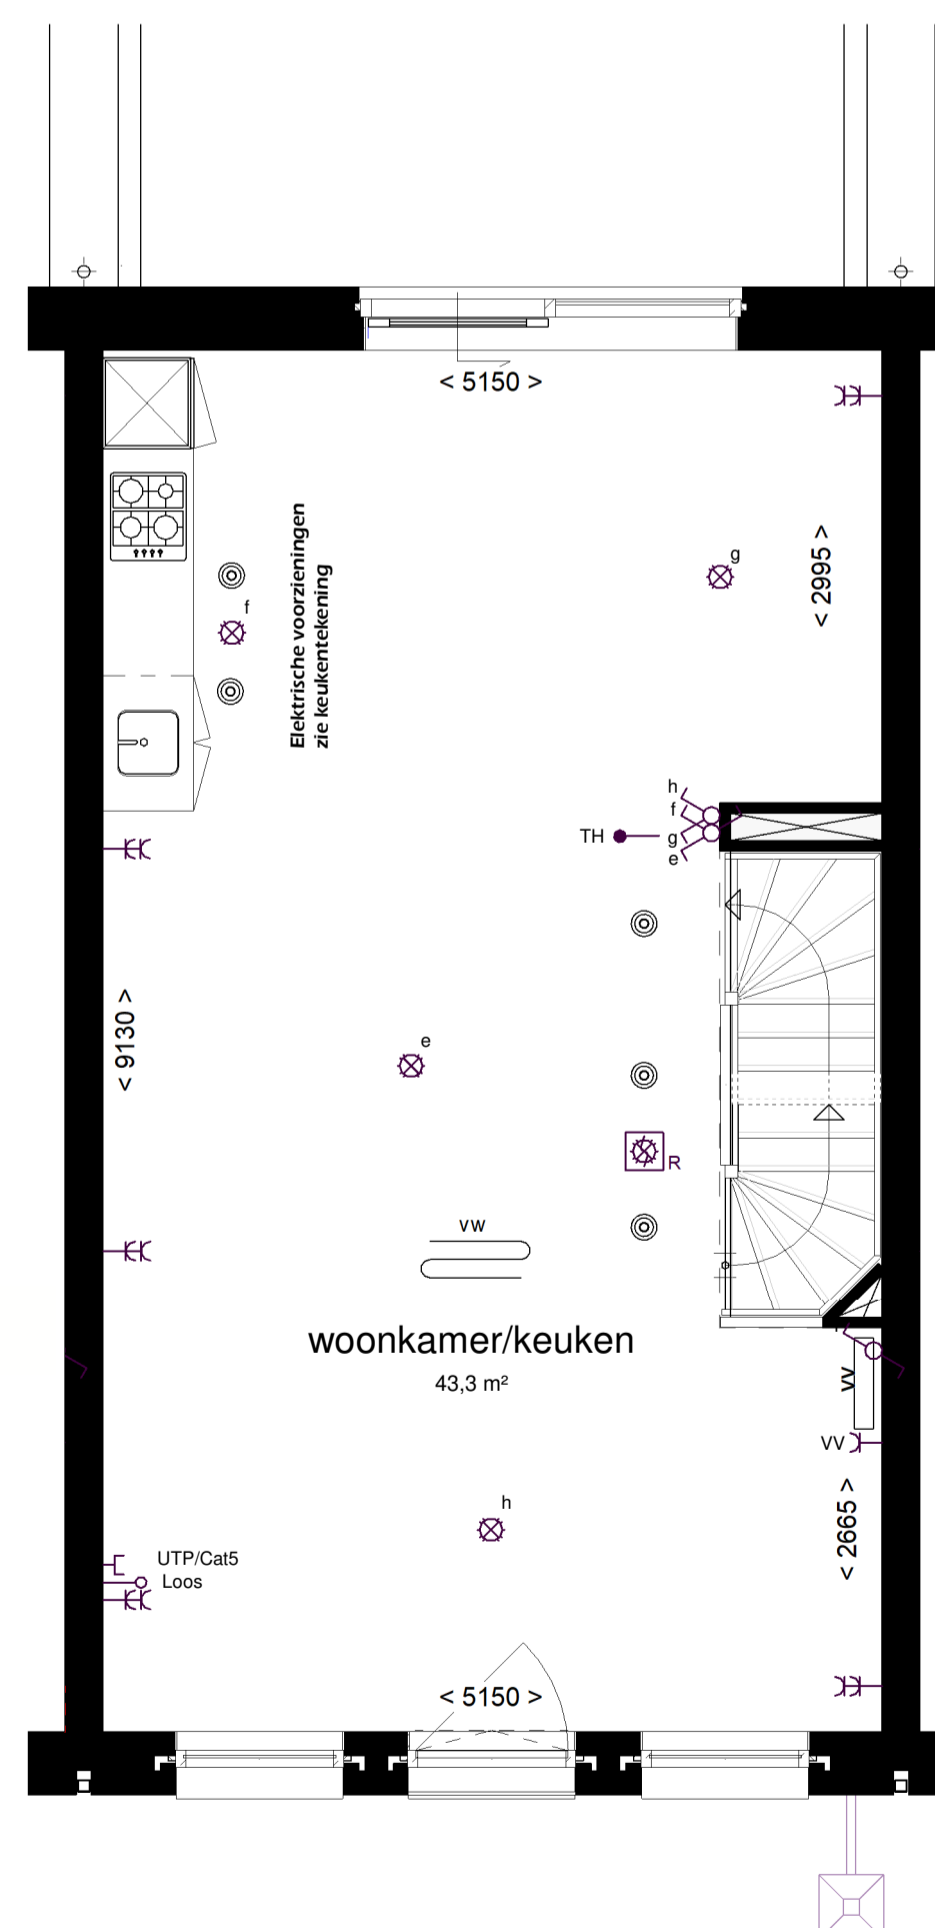 < 5150 >
g
< 2995 >
f
Elektrische voorzieningen
zie keukentekening
h
f
TH
g
e
< 9130 >
e
R
vw
woonkamer/keuken
43,3 m²
VV
VV
< 2665 >
h
UTP/Cat5
Loos
< 5150 >